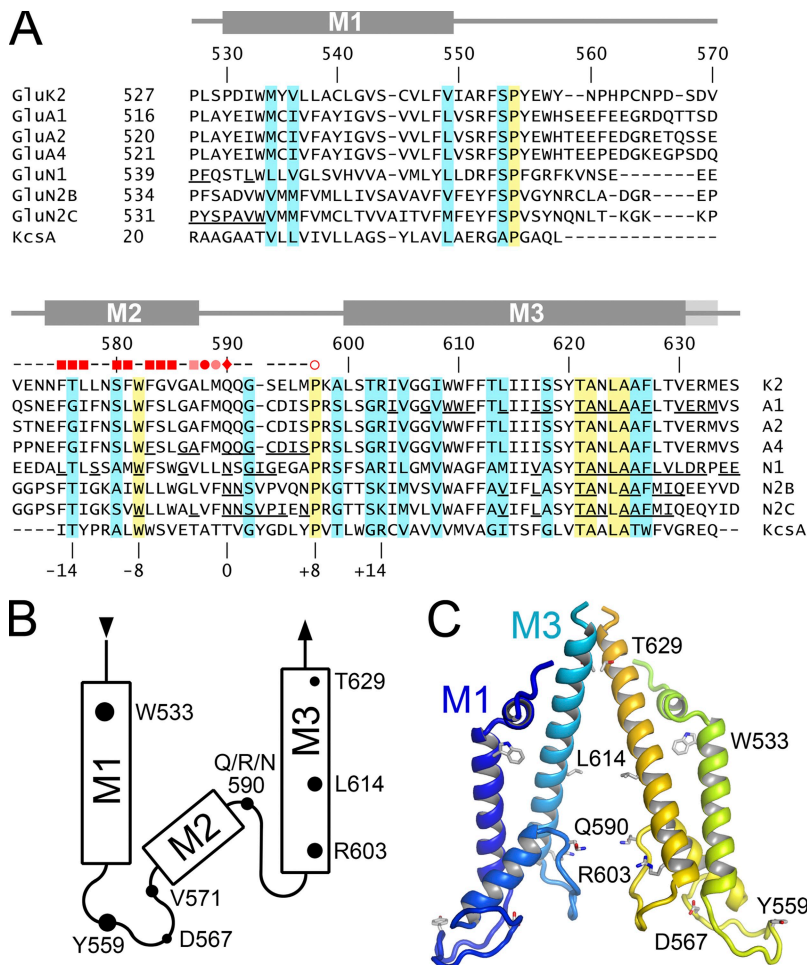 A
M1
530 540 550 560 570
GluK2 527 PLSPDIWMYVLLACLGVS-CVLFVIARFSPYEWY--NPHPCNPD-SDV
GluA1 516 PLAYEIWMCIVFAYIGVS-VVLFLVSRFSPYEWHSEEFEEGRDQTTSD
GluA2 520 PLAYEIWMCIVFAYIGVS-VVLFLVSRFSPYEWHTEEFEDGRETQSSE
GluA4 521 PLAYEIWMCIVFAYIGVS-VVLFLVSRFSPYEWHTEEPEDGKEGPSDQ
GluN1 539 PFQSTLWLLVGLSVHVVA-VMLYLLDRFSPFGRFKVNSE------EE
GluN2B 534 PFSADVWVMMFVMLLIVSAVAVFVFEYFSPVGYNRCLA-DGR---EP
GluN2C 531 PYSPAVWVMMFVMCLTVVAITVFMFEYFSPVSYNQNLT-KGK---KP
KcsA 20 RAAGAATVLLVIVLLAGS-YLAVLAERGAPGAQL-------------
M2 M3
580 590 600 610 620 630
VENNFTLLNSFWFGVGALMQQG-SELMPKALSTRIVGGIWWFFTLIIISSYTANLAAFLTVERMES K2
QSNEFGIFNSLWFSLGAFMQQG-CDISPRSLSGRIVGGVWWFFTLIIISSYTANLAAFLTVERMVS A1
STNEFGIFNSLWFSLGAFMQQG-CDISPRSLSGRIVGGVWWFFTLIIISSYTANLAAFLTVERMVS A2
PPNEFGIFNSLWFSLGAFMQQG-CDISPRSLSGRIVGGVWWFFTLIIISSYTANLAAFLTVERMVS A4
EEDALTLSSAMWFSWGVLLNSGIGEGAPRSFSARILGMVWAGFAMIIVASYTANLAAFLVLDRPEE N1
GGPSFTIGKAIWLLWGLVFNNSVPVQNPKGTTSKIMVSVWAFFAVIFLASYTANLAAFMIQEEYVD N2B
GGPSFTIGKSVWLLWALVFNNSVPIENPRGTTSKIMVLVWAFFAVIFLASYTANLAAFMIQEQYID N2C
----ITYPRALWWSVETATTVGYGDLYPVTLWGRCVAVVVMVAGITSFGLVTAALATWFVGREQ-- KcsA
-14 -8 0 +8 +14
B
M1
W533
Y559
D567
V571
M2
Q/R/N
590
M3
T629
L614
R603
C
M3
M1
T629
W533
L614
Q590
R603
Y559
D567